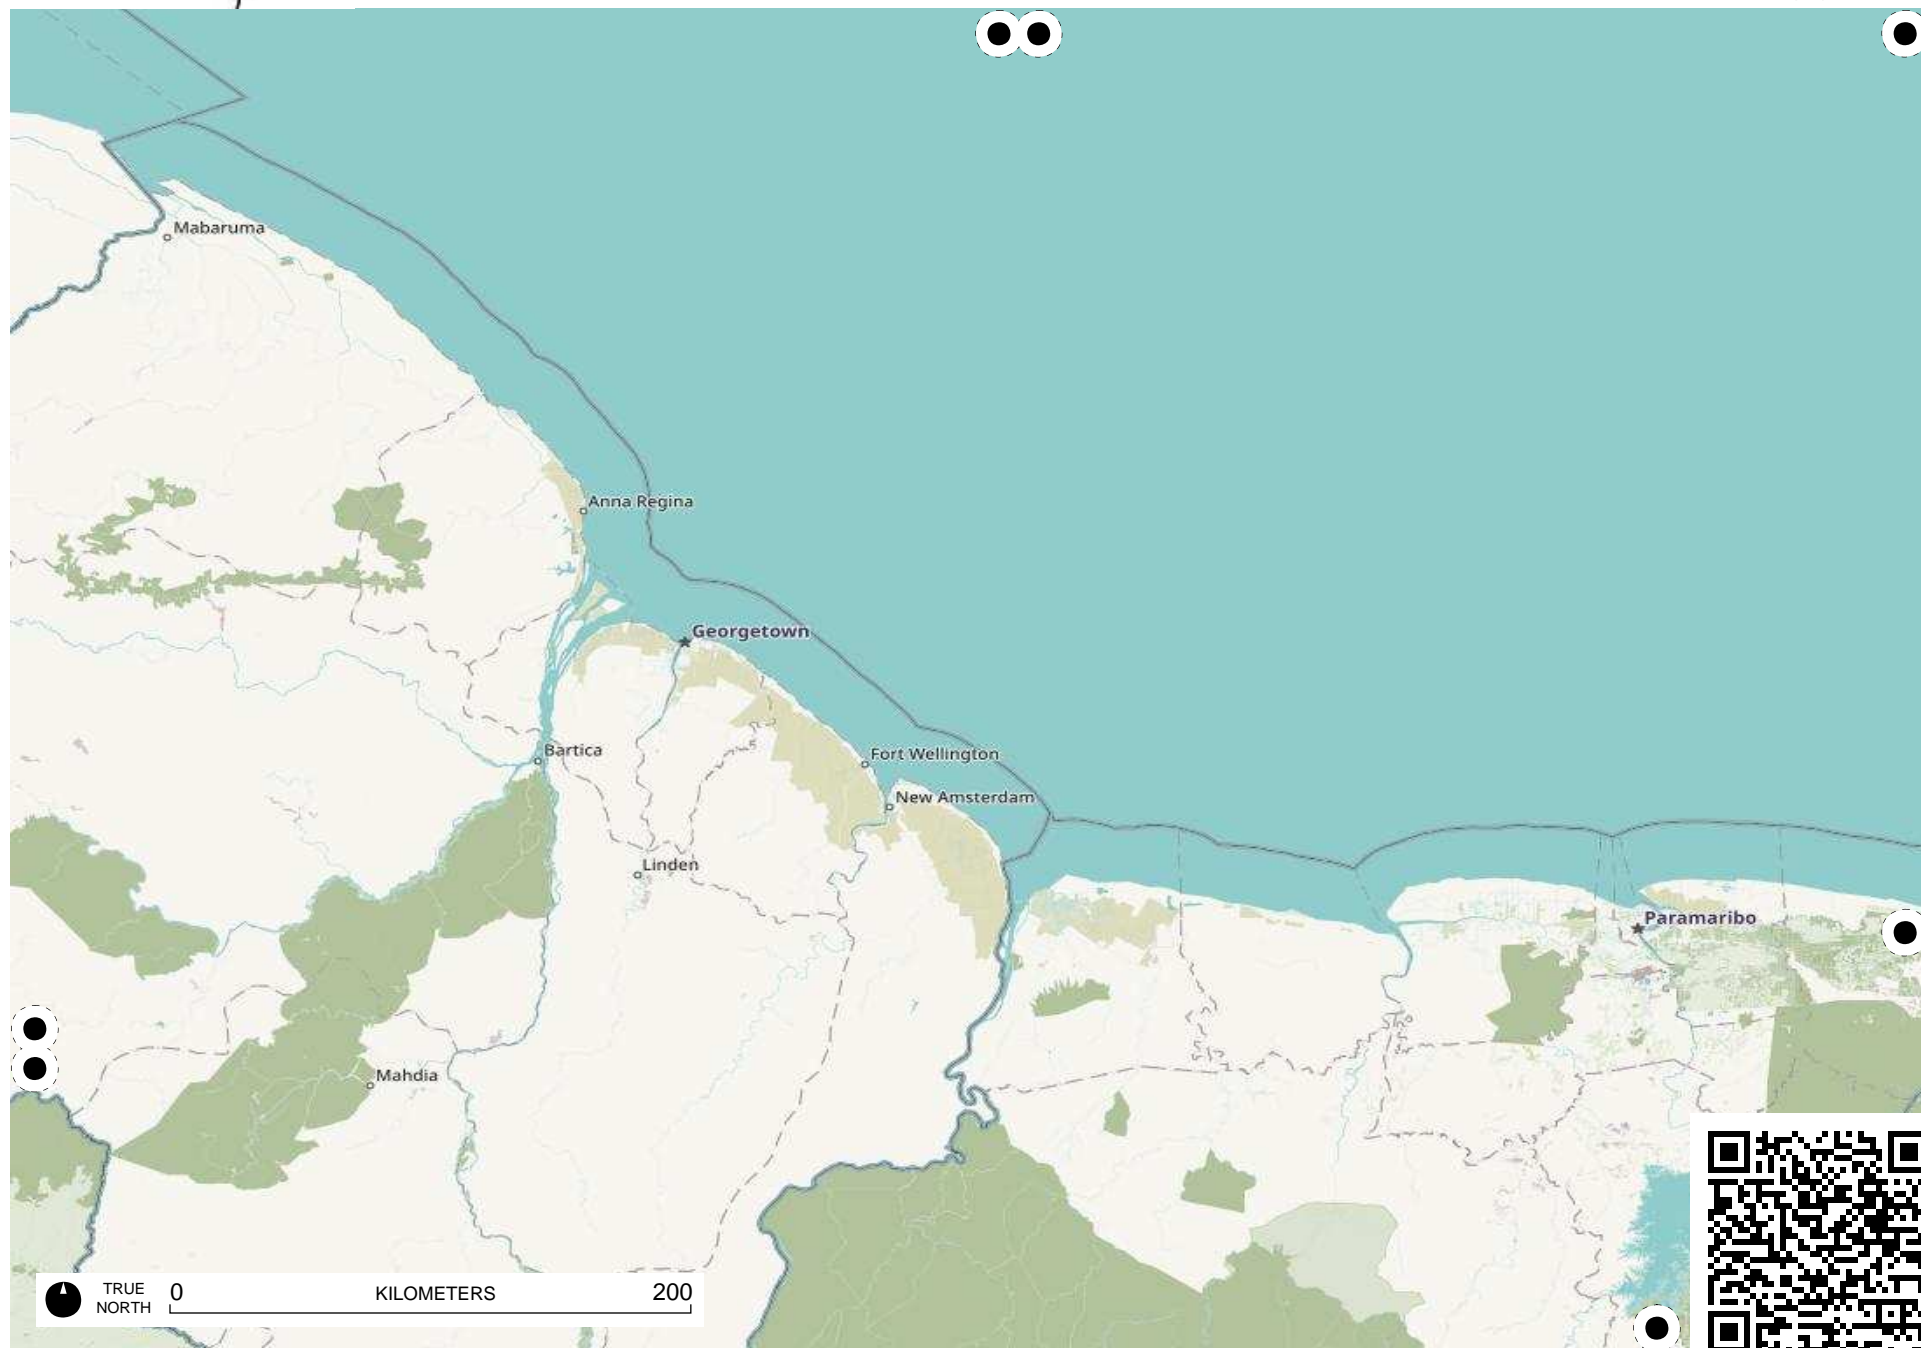 Mabaruma
Anna Regina
Georgetown
Bartica
Fort Wellington
New Amsterdam
Linden
Paramaribo
Mahdia
TRUE
NORTH
0 KILOMETERS 200